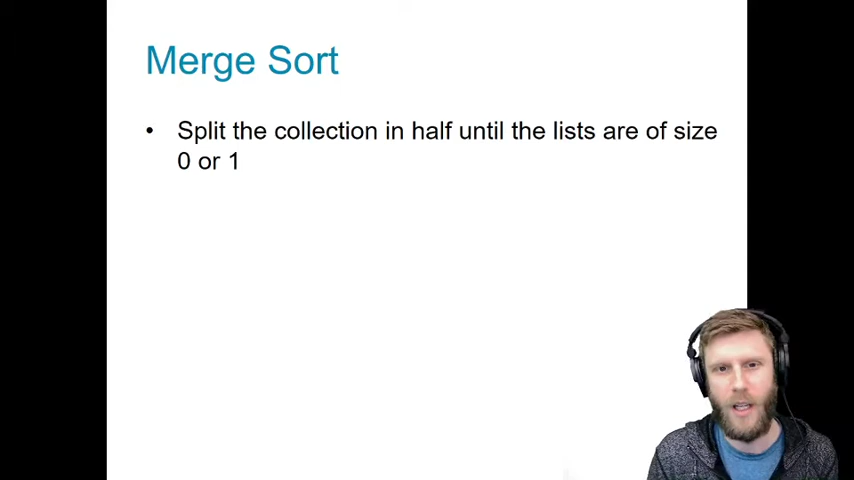 Merge Sort
• Split the collection in half until the lists are of size
0 or 1